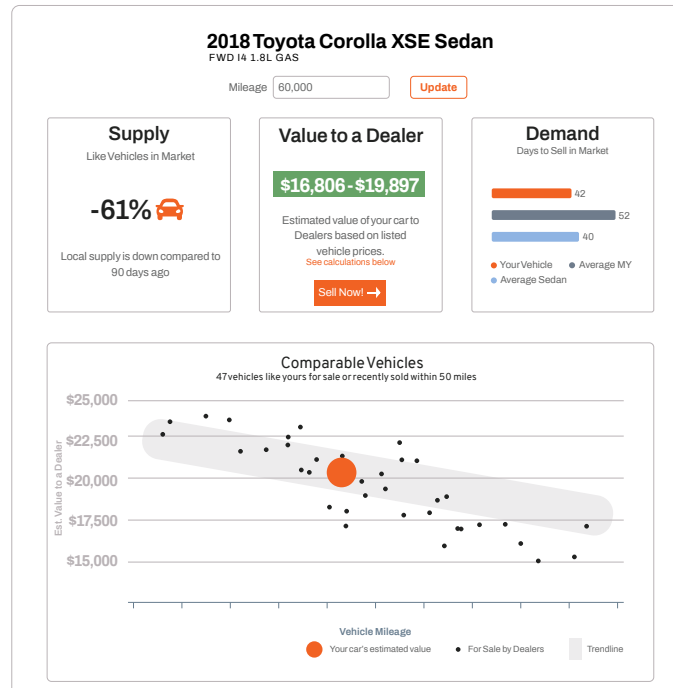 2018 Toyota Corolla XSE Sedan
FWD I4 1.8L GAS
Mileage 60,000 Update
Supply
Like Vehicles in Market
-61%
Local supply is down compared to
90 days ago
Value to a Dealer
$16,806 - $19,897
Estimated value of your car to
Dealers based on listed
vehicle prices.
See calculations below
Sell Now!
Demand
Days to Sell in Market
42
52
40
Your Vehicle Average MY
Average Sedan
Comparable Vehicles
47 vehicles like yours for sale or recently sold within 50 miles
Est. Value to a Dealer
$25,000
$22,500
$20,000
$17,500
$15,000
Vehicle Mileage
Your car's estimated value For Sale by Dealers Trendline